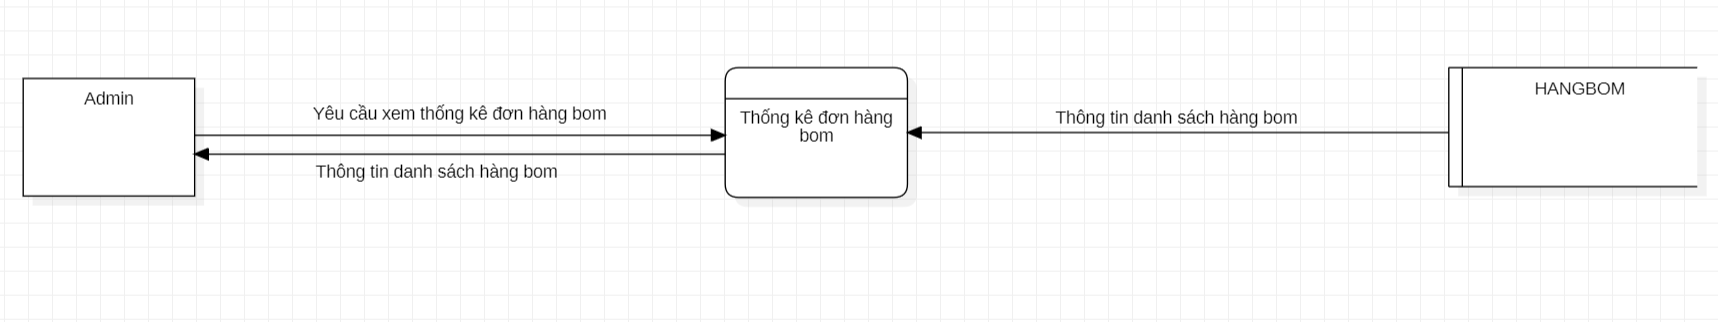 Admin
Yêu cầu xem thống kê đơn hàng bom
Thông tin danh sách hàng bom
Thống kê đơn hàng
bom
Thông tin danh sách hàng bom
HANGBOM